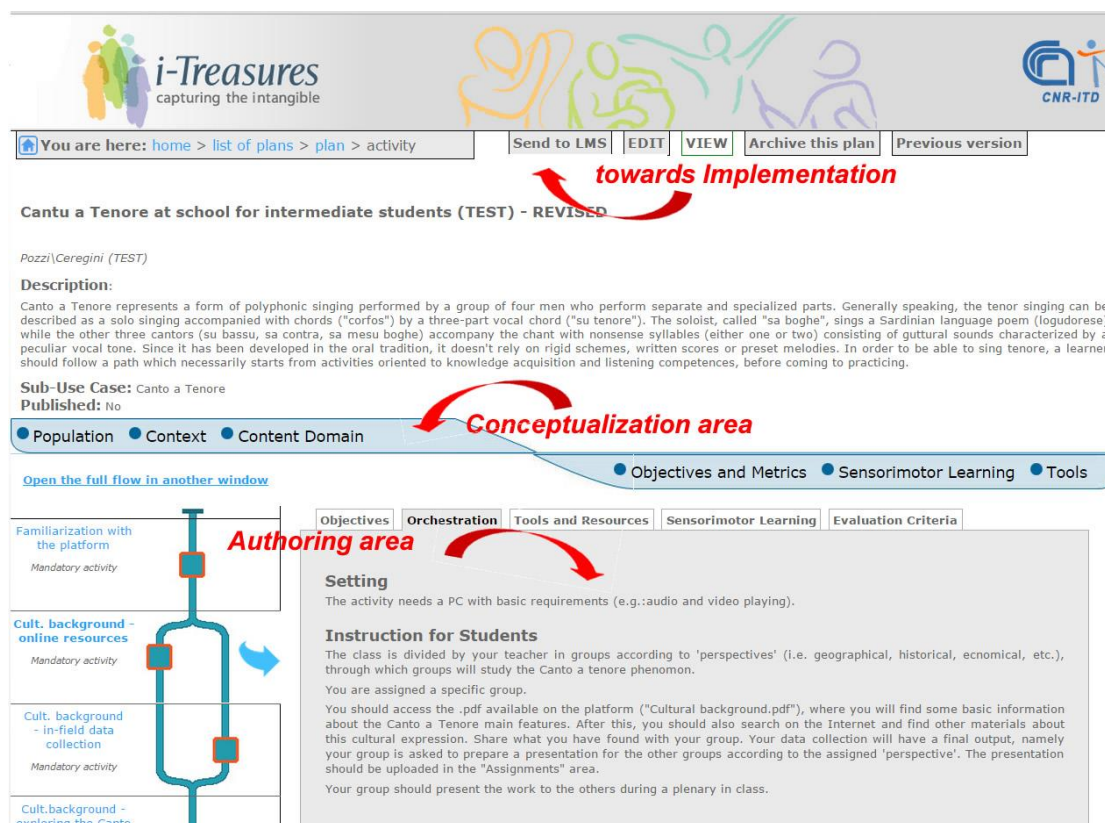 i-Treasures
capturing the intangible
CNR-ITD
You are here: home > list of plans > plan > activity
Send to LMS EDIT VIEW Archive this plan Previous version
towards Implementation
Cantu a Tenore at school for intermediate students (TEST) - REVISED
Pozzi\Ceregini (TEST)
Description:
Canto a Tenore represents a form of polyphonic singing performed by a group of four men who perform separate and specialized parts. Generally speaking, the tenor singing can be
described as a solo singing accompanied with chords ("corfos") by a three-part vocal chord ("su tenore"). The soloist, called "sa boghe", sings a Sardinian language poem (logudorese)
while the other three cantors (su bassu, sa contra, sa mesu boghe) accompany the chant with nonsense syllables (either one or two) consisting of guttural sounds characterized by a
peculiar vocal tone. Since it has been developed in the oral tradition, it doesn't rely on rigid schemes, written scores or preset melodies. In order to be able to sing tenore, a learner
should follow a path which necessarily starts from activities oriented to knowledge acquisition and listening competences, before coming to practicing.
Sub-Use Case: Canto a Tenore
Published: No
Conceptualization area
Population Context Content Domain
Objectives and Metrics Sensorimotor Learning Tools
Open the full flow in another window
Objectives Orchestration Tools and Resources Sensorimotor Learning Evaluation Criteria
Authoring area
Familiarization with
the platform
Mandatory activity
Cult. background -
online resources
Mandatory activity
Cult. background
- in-field data
collection
Mandatory activity
Cult.background -
exploring the Canto
Setting
The activity needs a PC with basic requirements (e.g.:audio and video playing).
Instruction for Students
The class is divided by your teacher in groups according to 'perspectives' (i.e. geographical, historical, ecnomical, etc.),
through which groups will study the Canto a tenore phenomon.
You are assigned a specific group.
You should access the .pdf available on the platform ("Cultural background.pdf"), where you will find some basic information
about the Canto a Tenore main features. After this, you should also search on the Internet and find other materials about
this cultural expression. Share what you have found with your group. Your data collection will have a final output, namely
your group is asked to prepare a presentation for the other groups according to the assigned 'perspective'. The presentation
should be uploaded in the "Assignments" area.
Your group should present the work to the others during a plenary in class.